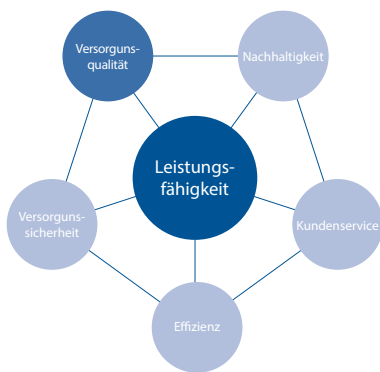 Versorguns-
qualität
Nachhaltigkeit
Leistungs-
fähigkeit
Versorguns-
sicherheit
Kundenservice
Effizienz